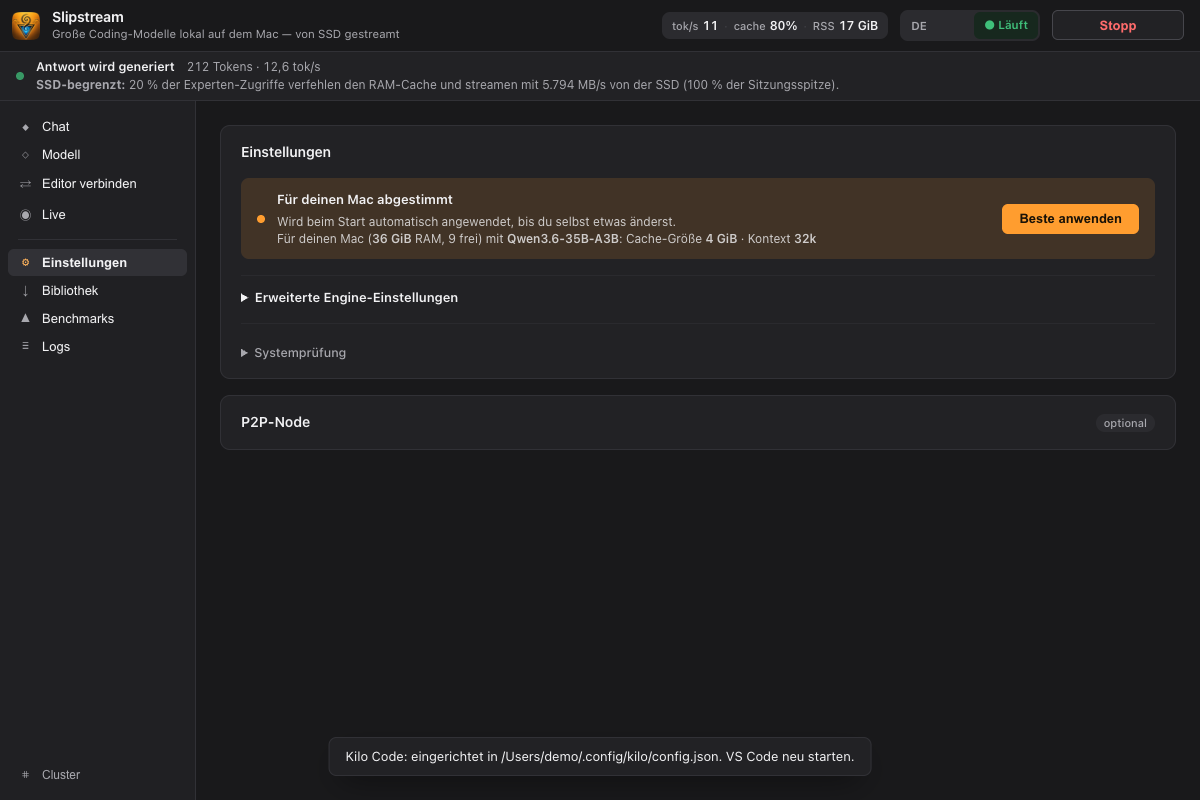 Slipstream
Große Coding-Modelle lokal auf dem Mac — von SSD gestreamt
tok/s 11 · cache 80% · RSS 17 GiB
DE
Läuft
Stopp
Antwort wird generiert 212 Tokens · 12,6 tok/s
SSD-begrenzt: 20 % der Experten-Zugriffe verfehlen den RAM-Cache und streamen mit 5.794 MB/s von der SSD (100 % der Sitzungsspitze).
Chat
Modell
Editor verbinden
Live
Einstellungen
Bibliothek
Benchmarks
Logs
Cluster
Einstellungen
Für deinen Mac abgestimmt
Wird beim Start automatisch angewendet, bis du selbst etwas änderst.
Für deinen Mac (36 GiB RAM, 9 frei) mit Qwen3.6-35B-A3B: Cache-Größe 4 GiB · Kontext 32k
Beste anwenden
Erweiterte Engine-Einstellungen
Systemprüfung
P2P-Node
optional
Kilo Code: eingerichtet in /Users/demo/.config/kilo/config.json. VS Code neu starten.